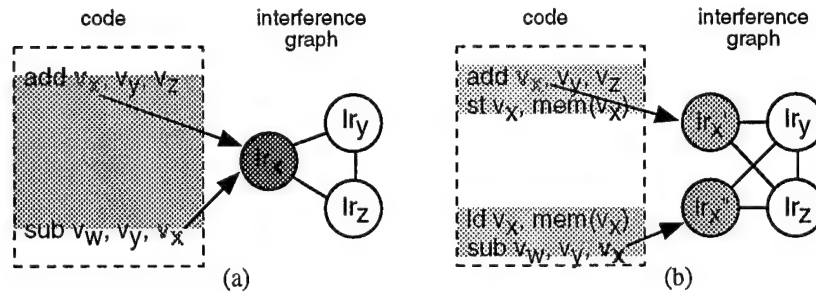 code
interference
graph
add vx, vy, vz
sub vw, vy, vx
lrx
lry
lrz
(a)
code
interference
graph
add vx, vy, vz
st vx, mem(vx)
ld vx, mem(vx)
sub vw, vy, vx
lrx'
lry
lrx"
lrz
(b)